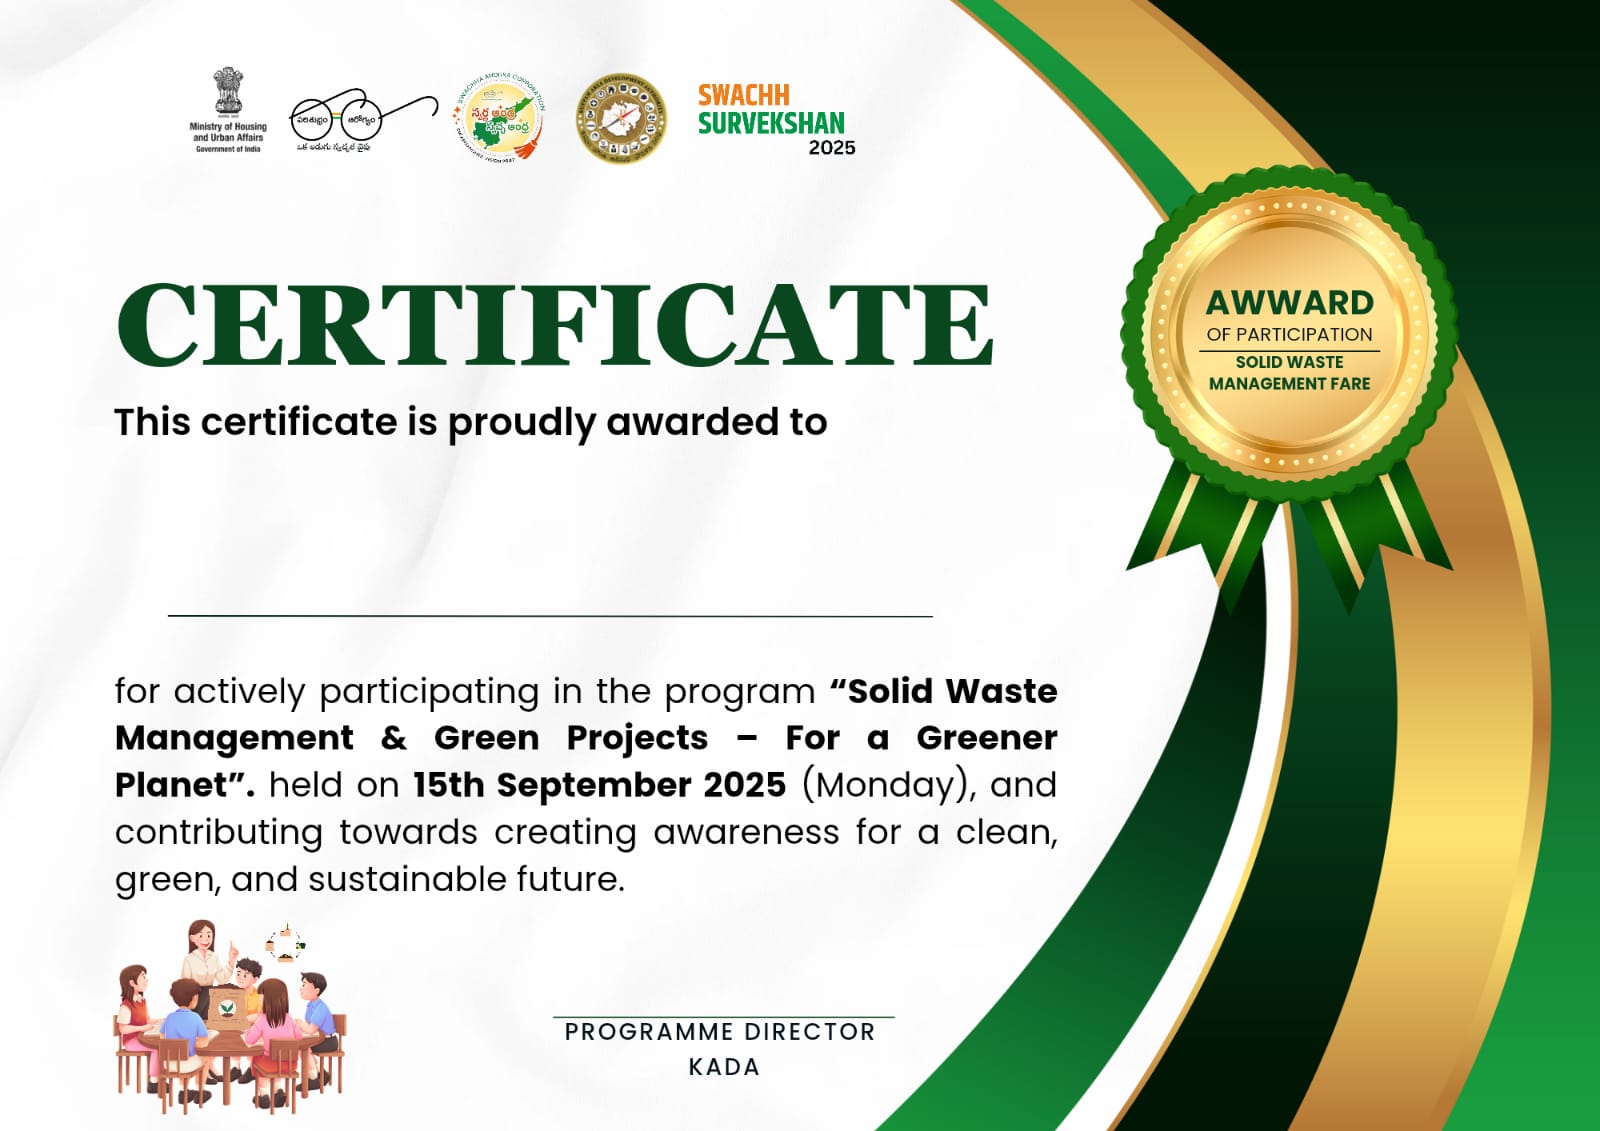 Ministry of Housing
and Urban Affairs
Government of India
పరిశుభ్రం ఆరోగ్యం
ఒక అడుగు స్వచ్ఛత వైపు
SWACHHA ANDHRA CORPORATION
స్వర్ణ ఆంధ్ర
స్వచ్ఛ ఆంధ్ర
SWACHH
SURVEKSHAN
2025
CERTIFICATE
This certificate is proudly awarded to
AWWARD
OF PARTICIPATION
SOLID WASTE
MANAGEMENT FARE
for actively participating in the program “Solid Waste
Management & Green Projects – For a Greener
Planet”. held on 15th September 2025 (Monday), and
contributing towards creating awareness for a clean,
green, and sustainable future.
PROGRAMME DIRECTOR
KADA